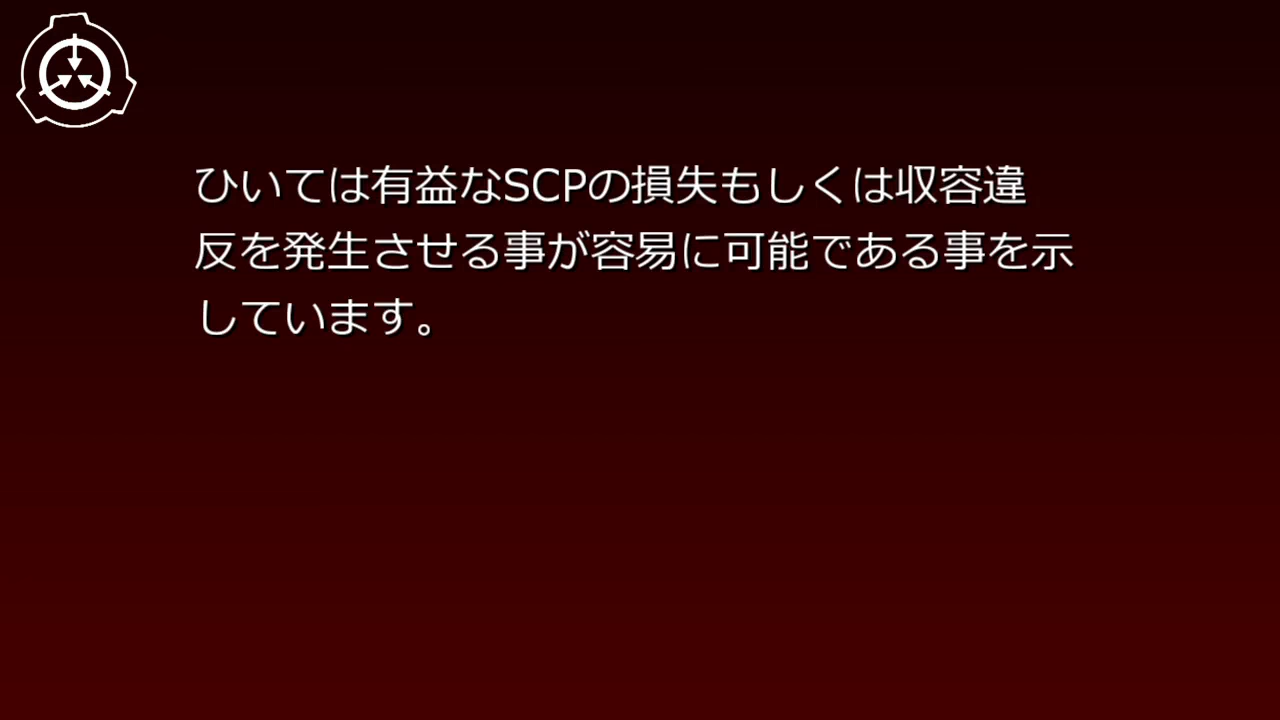 ひいては有益なSCPの損失もしくは収容違
反を発生させる事が容易に可能である事を示
しています。